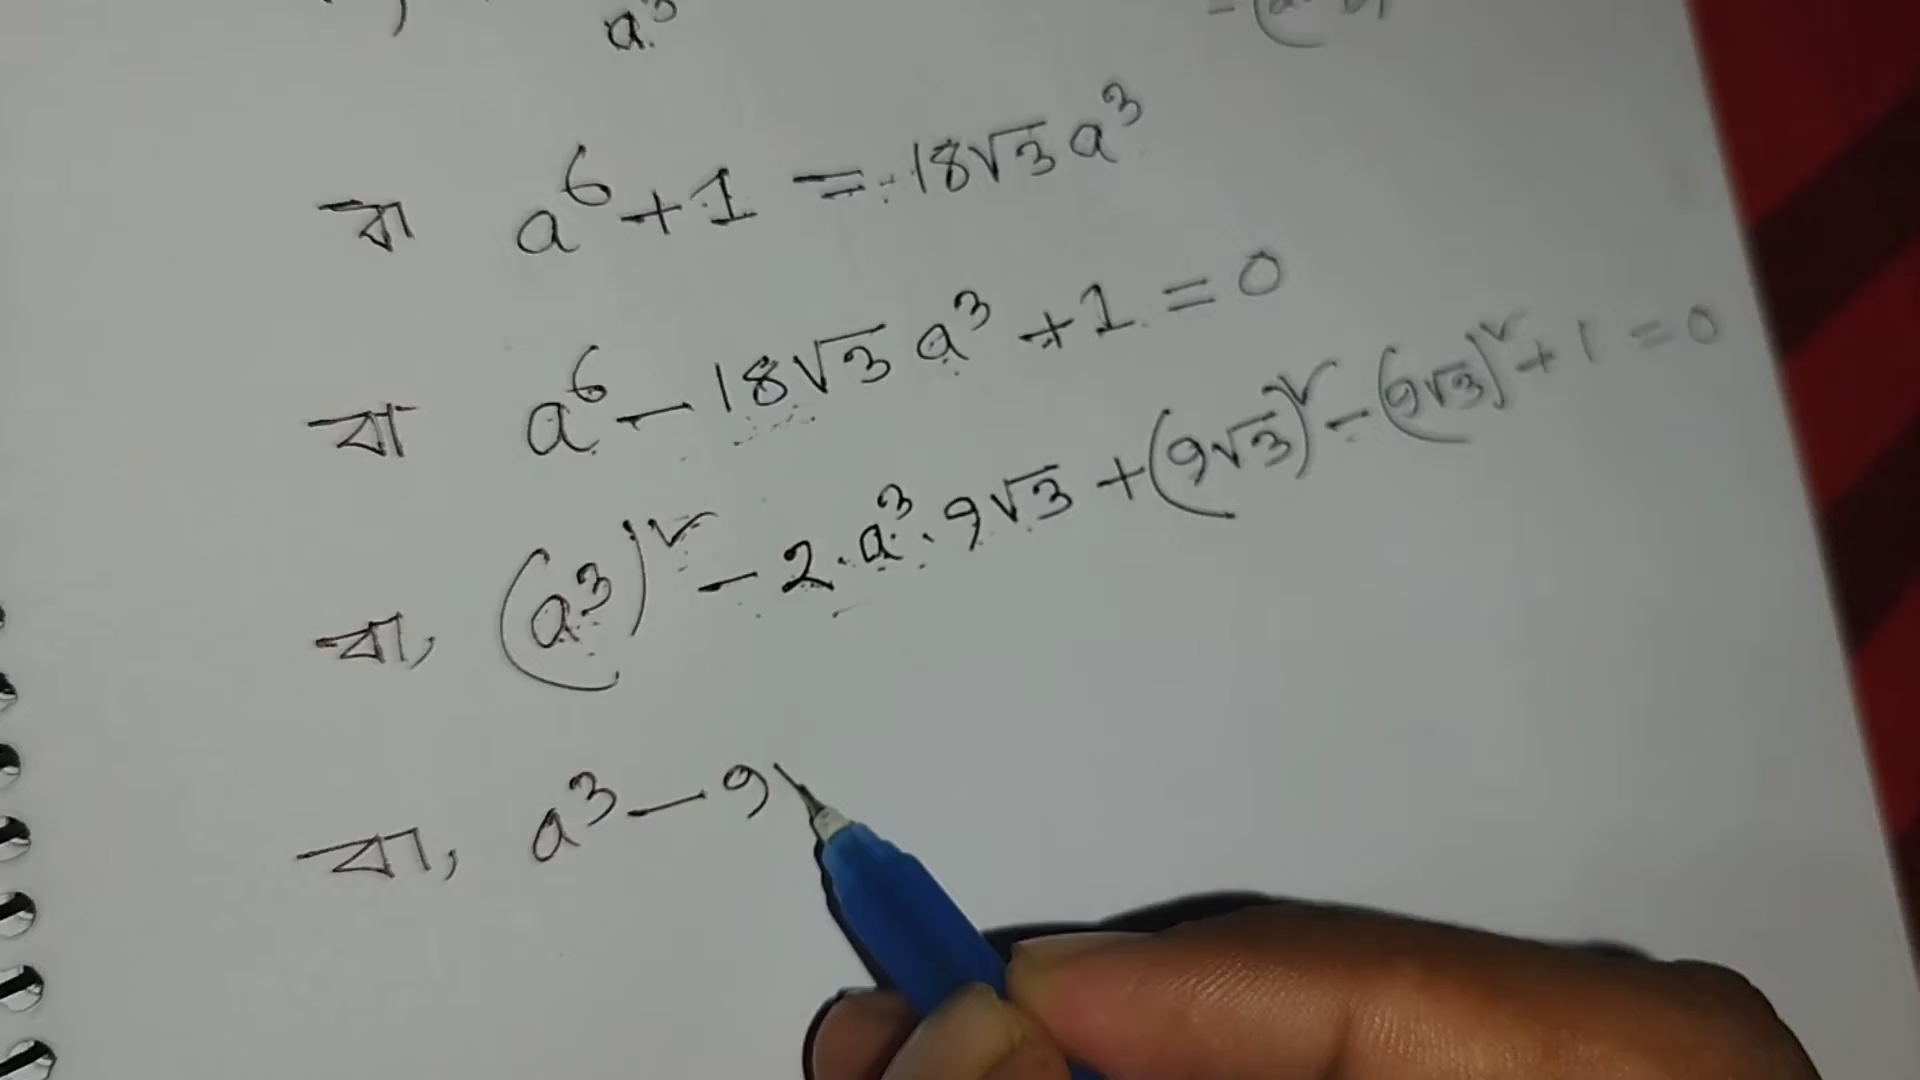 a³
বা a⁶+1 = 18√3 a³
বা a⁶ – 18√3 a³ + 1 = 0
বা, (a³)² – 2·a³·9√3 + (9√3)² – (9√3)² + 1 = 0
বা, a³ – 9